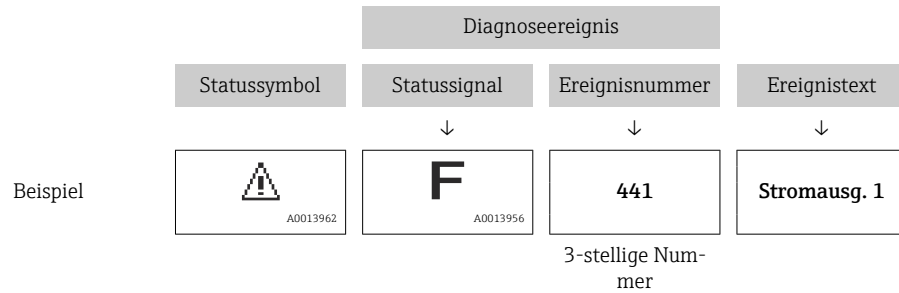 Diagnoseereignis
Statussymbol Statussignal Ereignisnummer Ereignistext
↓ ↓ ↓
Beispiel F 441 Stromausg. 1
A0013962 A0013956
3-stellige Num-
mer